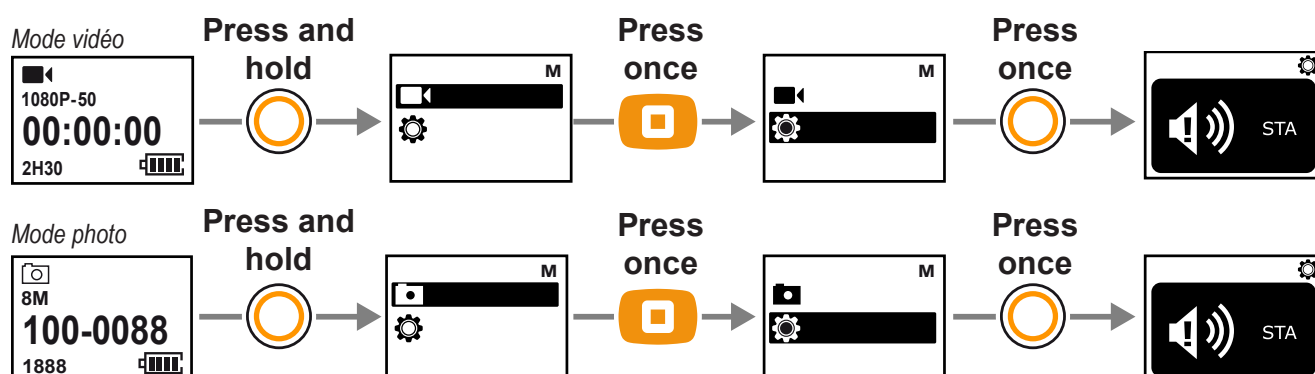 Mode vidéo
Press and
hold
Press
once
Press
once
1080P-50
00:00:00
2H30
M
M
STA
Mode photo
Press and
hold
Press
once
Press
once
8M
100-0088
1888
M
M
STA